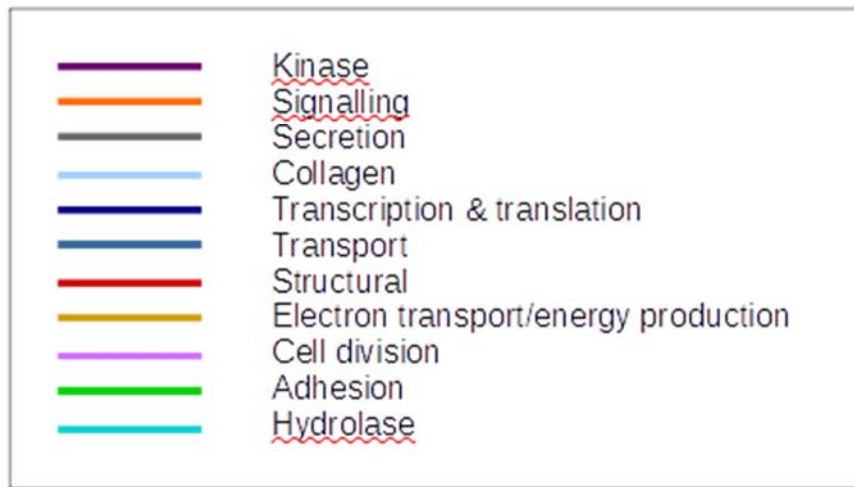 Kinase
Signalling
Secretion
Collagen
Transcription & translation
Transport
Structural
Electron transport/energy production
Cell division
Adhesion
Hydrolase